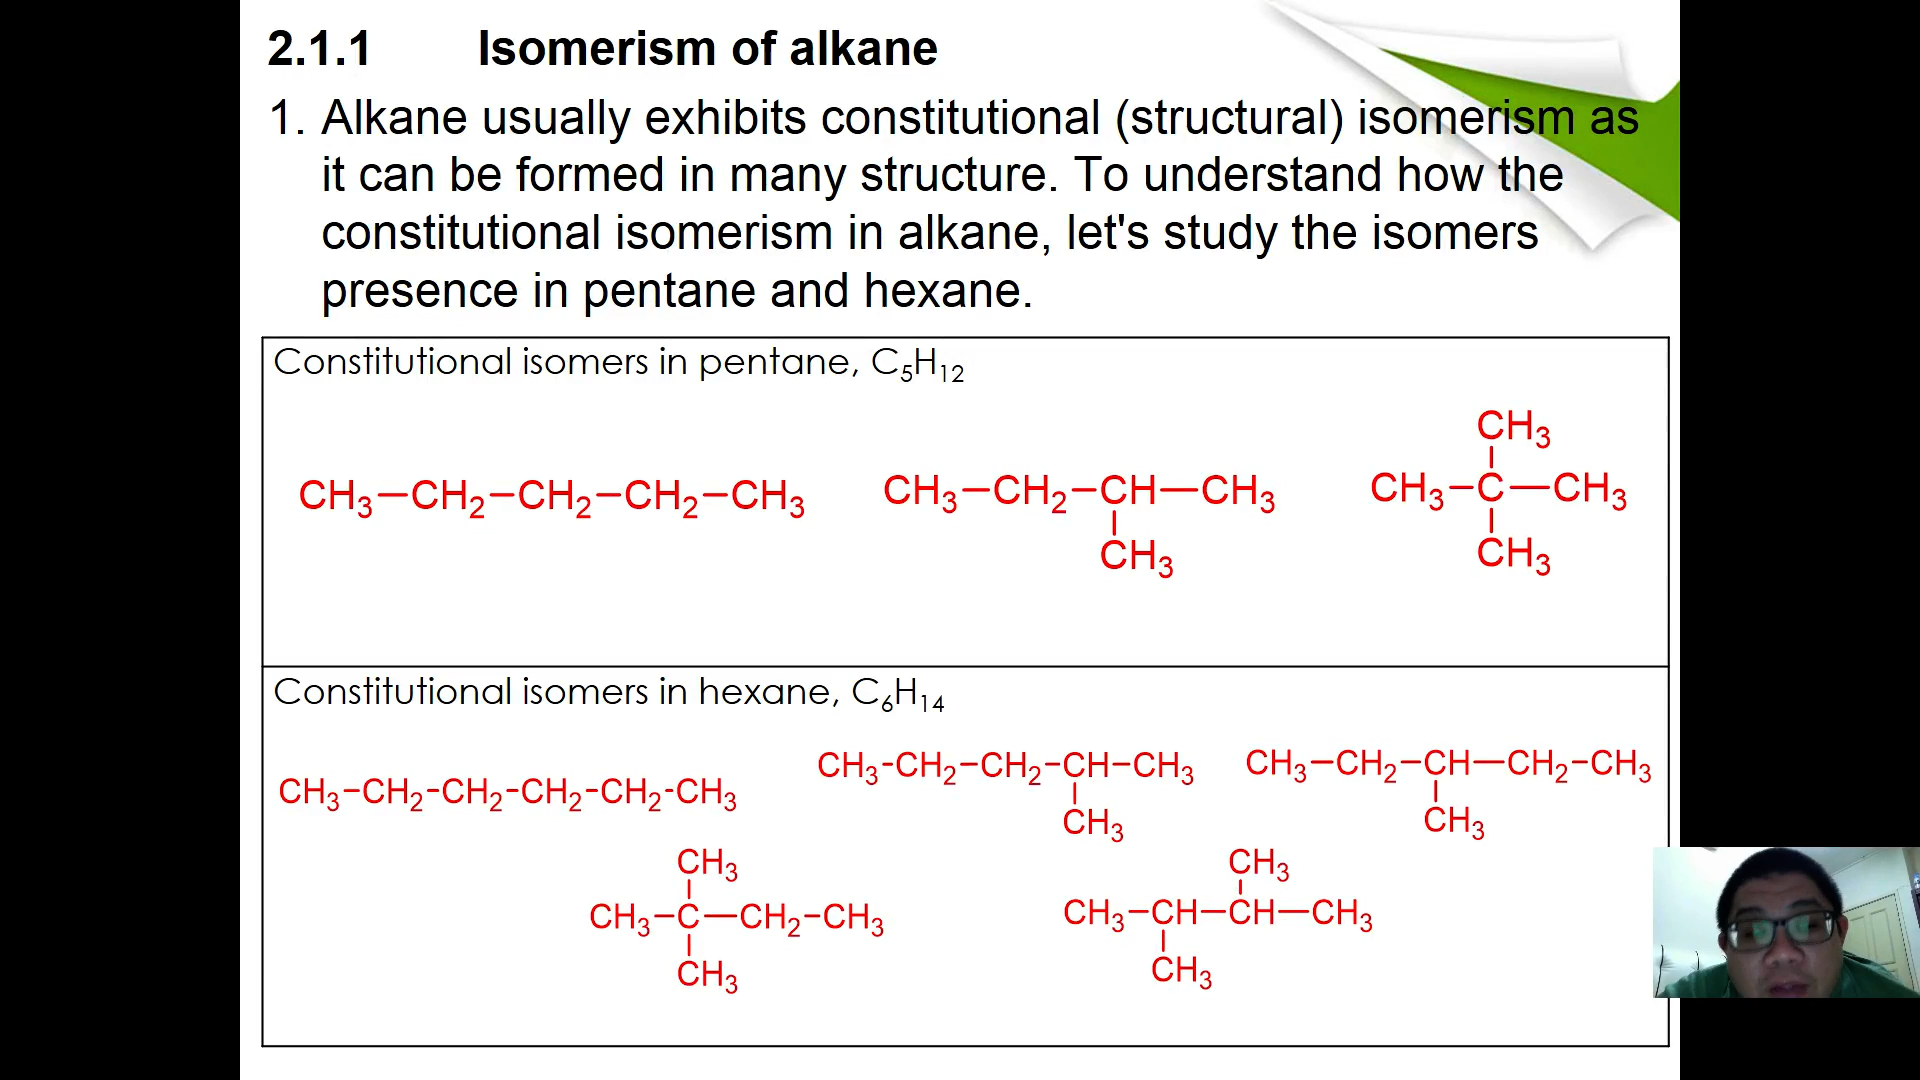 2.1.1 Isomerism of alkane
1. Alkane usually exhibits constitutional (structural) isomerism as
it can be formed in many structure. To understand how the
constitutional isomerism in alkane, let's study the isomers
presence in pentane and hexane.
Constitutional isomers in pentane, C₅H₁₂
CH₃
CH₃—CH₂—CH₂—CH₂—CH₃ CH₃—CH₂—CH—CH₃ CH₃—C—CH₃
CH₃ CH₃
Constitutional isomers in hexane, C₆H₁₄
CH₃-CH₂-CH₂-CH₂-CH₂-CH₃ CH₃-CH₂-CH₂-CH-CH₃ CH₃—CH₂—CH—CH₂-CH₃
CH₃ CH₃
CH₃ CH₃
CH₃—C—CH₂—CH₃ CH₃—CH—CH—CH₃
CH₃ CH₃